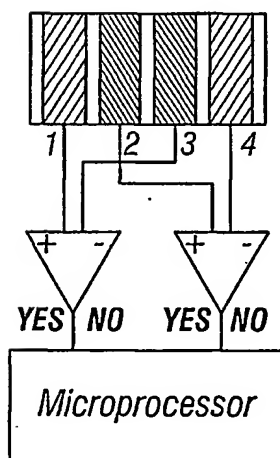 1 2 3 4
+ - + -
YES NO YES NO
Microprocessor